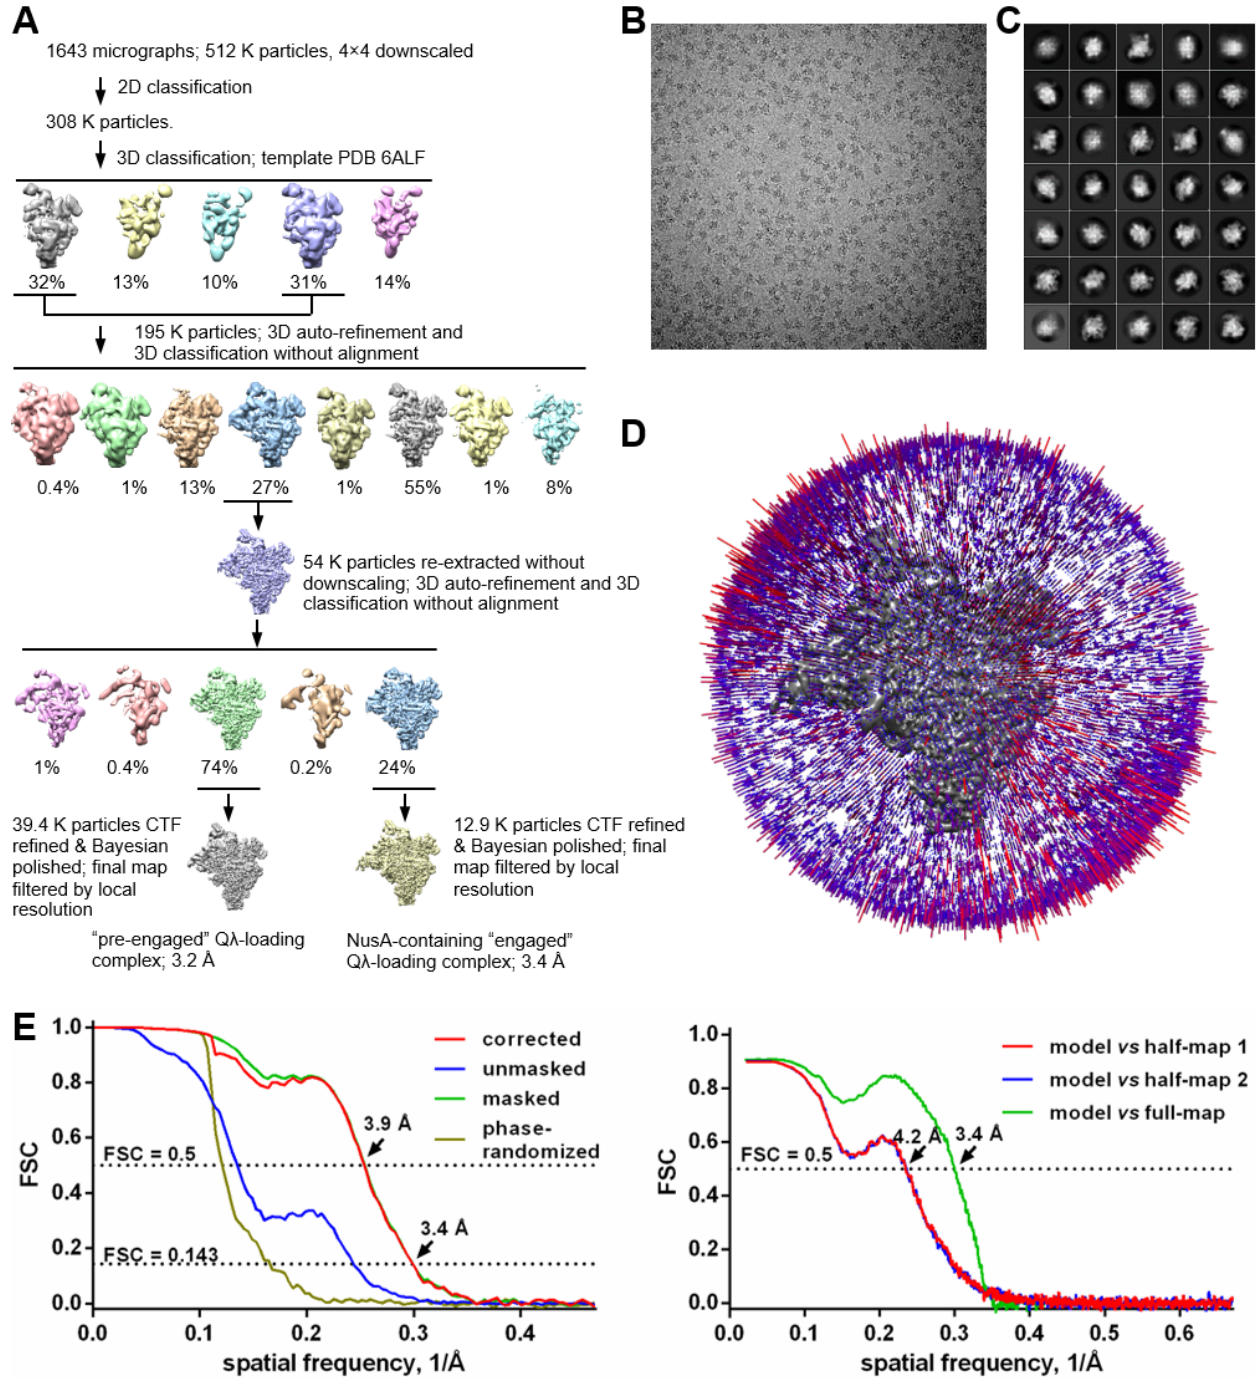 A
1643 micrographs; 512 K particles, 4×4 downscaled
2D classification
308 K particles.
3D classification; template PDB 6ALF
32% 13% 10% 31% 14%
195 K particles; 3D auto-refinement and
3D classification without alignment
0.4% 1% 13% 27% 1% 55% 1% 8%
54 K particles re-extracted without
downscaling; 3D auto-refinement and 3D
classification without alignment
1% 0.4% 74% 0.2% 24%
39.4 K particles CTF
refined & Bayesian
polished; final map
filtered by local
resolution
12.9 K particles CTF refined
& Bayesian polished; final
map filtered by local
resolution
“pre-engaged” Qλ-loading
complex; 3.2 Å
NusA-containing “engaged”
Qλ-loading complex; 3.4 Å
B
C
D
E
1.0
0.8
0.6
0.4
0.2
0.0
FSC
0.0 0.1 0.2 0.3 0.4
spatial frequency, 1/Å
corrected
unmasked
masked
phase-
randomized
3.9 Å
FSC = 0.5
3.4 Å
FSC = 0.143
1.0
0.8
0.6
0.4
0.2
0.0
FSC
0.0 0.1 0.2 0.3 0.4 0.5 0.6
spatial frequency, 1/Å
model vs half-map 1
model vs half-map 2
model vs full-map
4.2 Å
3.4 Å
FSC = 0.5